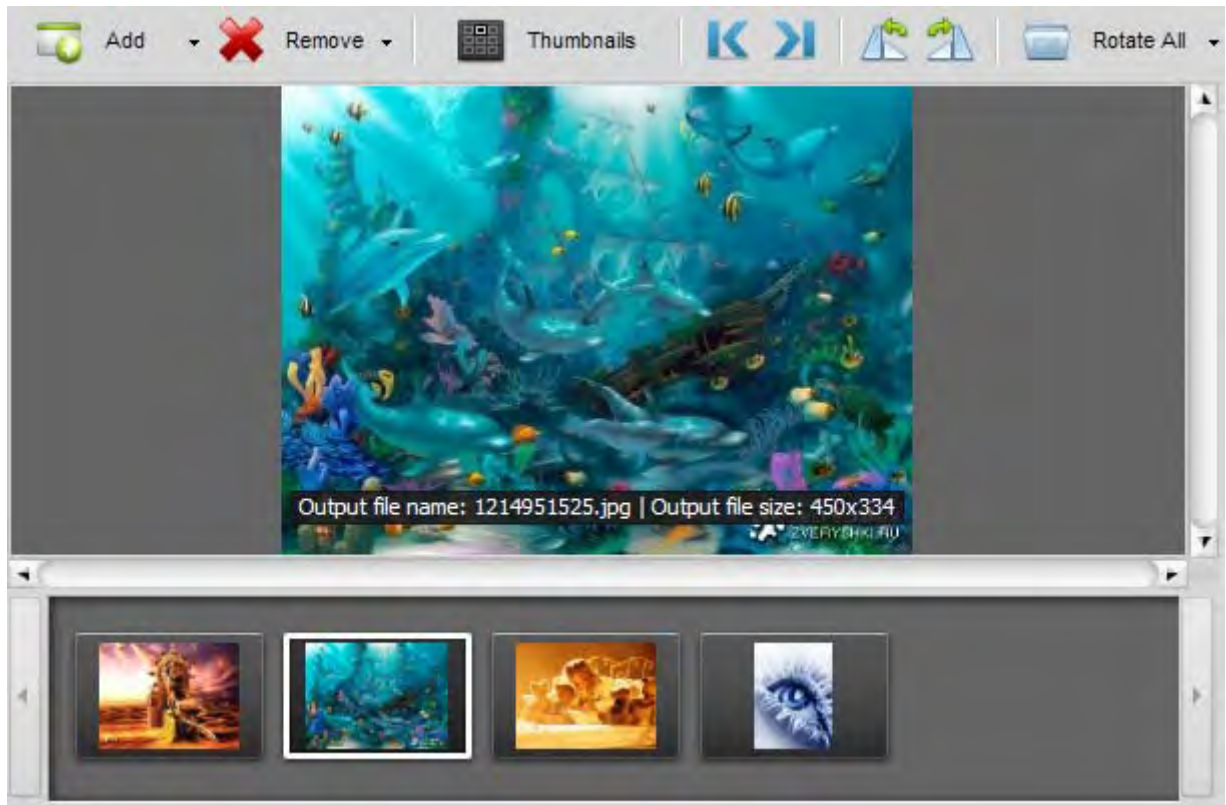 Add Remove Thumbnails Rotate All
Output file name: 1214951525.jpg | Output file size: 450x334
ZVERYSHKI.RU